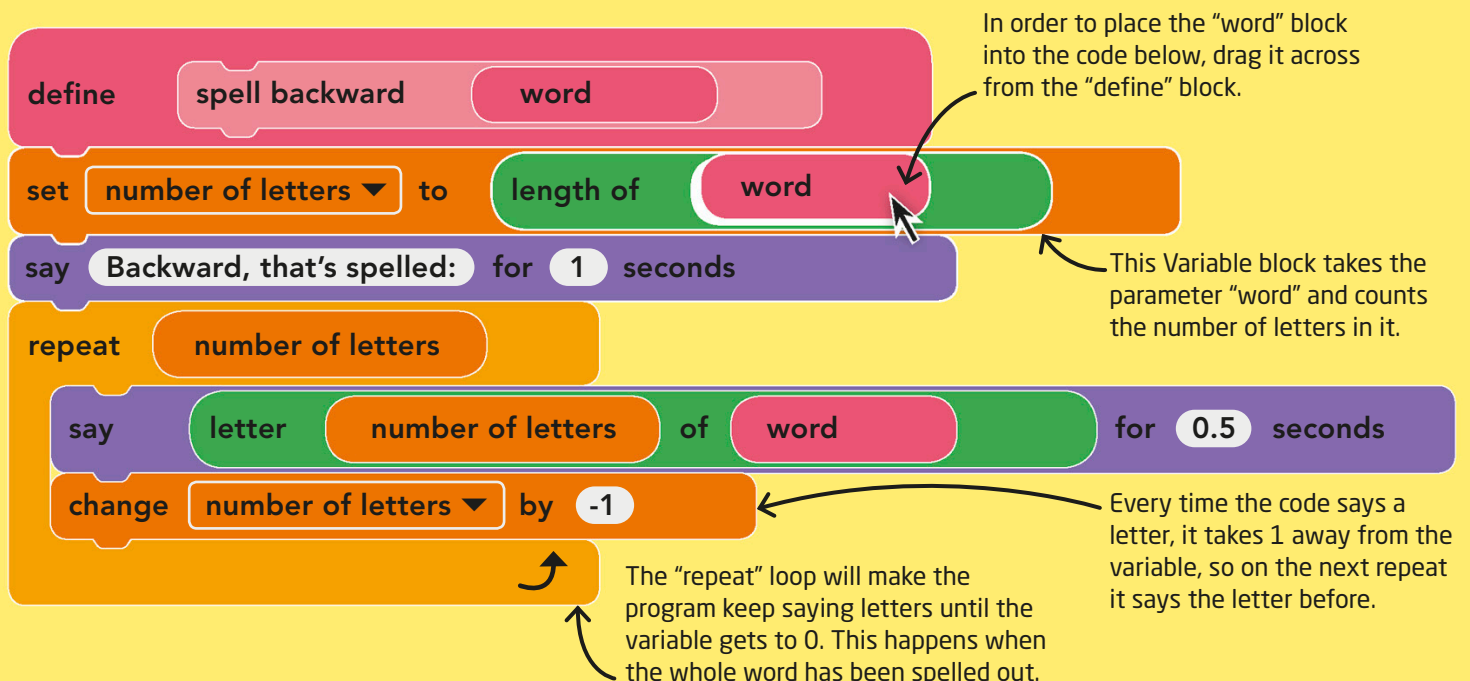 In order to place the “word” block
into the code below, drag it across
from the “define” block.
define spell backward word
set number of letters to length of word
say Backward, that’s spelled: for 1 seconds
This Variable block takes the
parameter “word” and counts
the number of letters in it.
repeat number of letters
say letter number of letters of word for 0.5 seconds
change number of letters by -1
Every time the code says a
letter, it takes 1 away from the
variable, so on the next repeat
it says the letter before.
The “repeat” loop will make the
program keep saying letters until the
variable gets to 0. This happens when
the whole word has been spelled out.